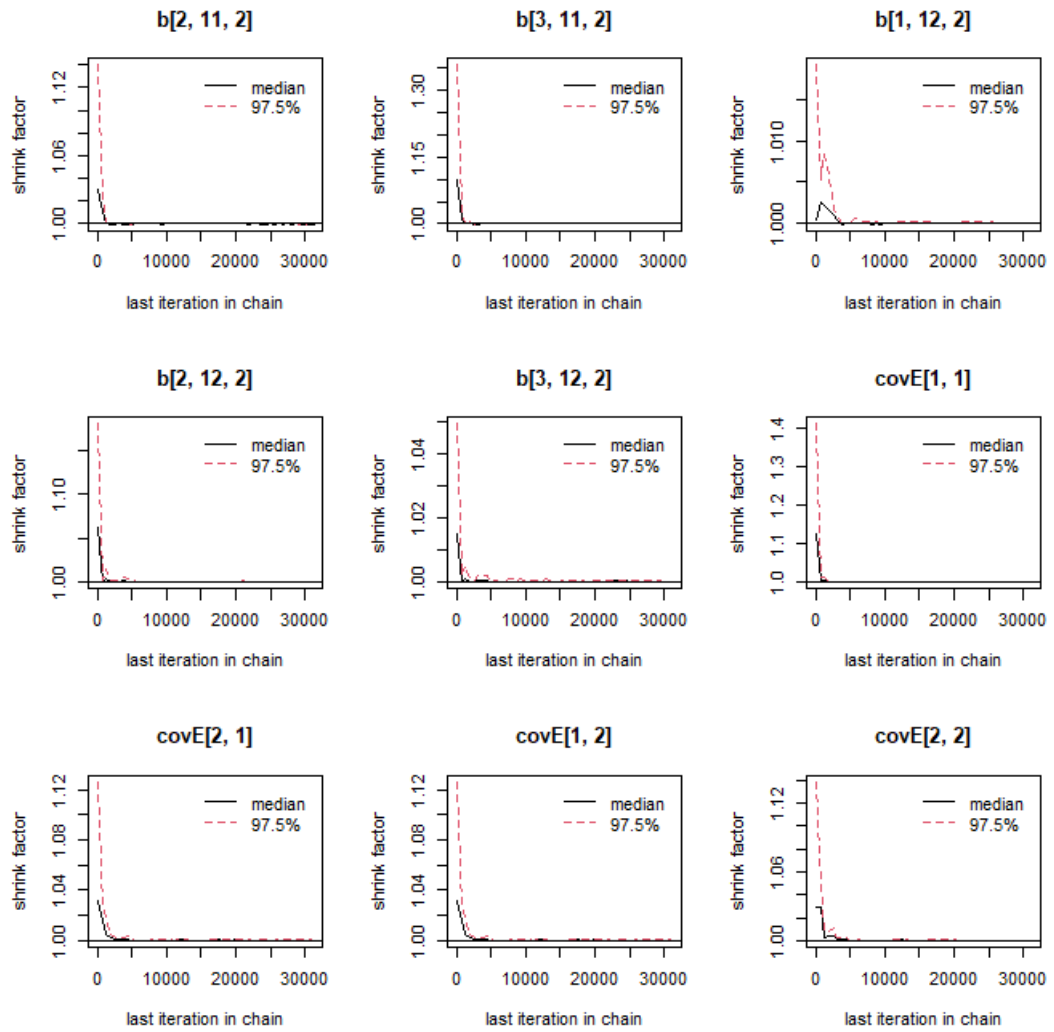 b[2, 11, 2] b[3, 11, 2] b[1, 12, 2]
shrink factor
1.00 1.06 1.12
median
97.5%
0 10000 20000 30000
last iteration in chain
shrink factor
1.00 1.15 1.30
median
97.5%
0 10000 20000 30000
last iteration in chain
shrink factor
1.000 1.010
median
97.5%
0 10000 20000 30000
last iteration in chain
b[2, 12, 2] b[3, 12, 2] covE[1, 1]
shrink factor
1.00 1.10
median
97.5%
0 10000 20000 30000
last iteration in chain
shrink factor
1.00 1.02 1.04
median
97.5%
0 10000 20000 30000
last iteration in chain
shrink factor
1.0 1.1 1.2 1.3 1.4
median
97.5%
0 10000 20000 30000
last iteration in chain
covE[2, 1] covE[1, 2] covE[2, 2]
shrink factor
1.00 1.04 1.08 1.12
median
97.5%
0 10000 20000 30000
last iteration in chain
shrink factor
1.00 1.04 1.08 1.12
median
97.5%
0 10000 20000 30000
last iteration in chain
shrink factor
1.00 1.06 1.12
median
97.5%
0 10000 20000 30000
last iteration in chain